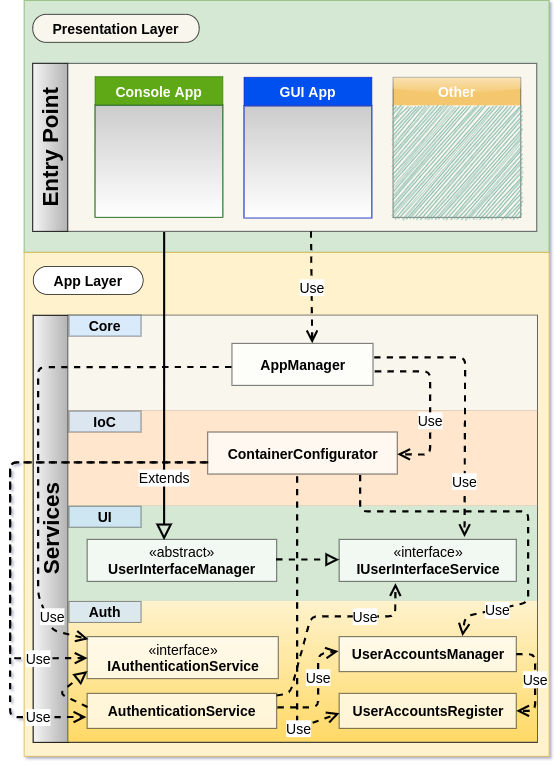 Presentation Layer
Entry Point
Console App
GUI App
Other
App Layer
Use
Services
Core
AppManager
IoC
Use
ContainerConfigurator
Extends
Use
UI
«abstract»
UserInterfaceManager
«interface»
IUserInterfaceService
Auth
Use
Use
Use
«interface»
IAuthenticationService
UserAccountsManager
Use
Use
Use
AuthenticationService
UserAccountsRegister
Use
Use